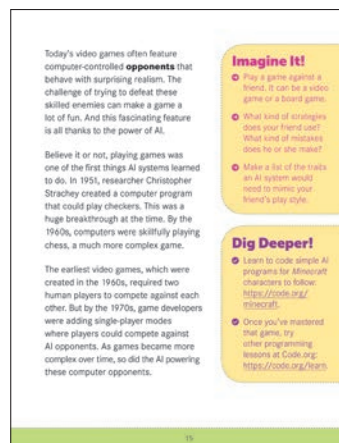 Today's video games often feature
computer-controlled opponents that
behave with surprising realism. The
challenge of trying to defeat these
skilled enemies can make a game a
lot of fun. And this fascinating feature
is all thanks to the power of AI.
Believe it or not, playing games was
one of the first things AI systems learned
to do. In 1951, researcher Christopher
Strachey created a computer program
that could play checkers. This was a
huge breakthrough at the time. By the
1960s, computers were skillfully playing
chess, a much more complex game.
The earliest video games, which were
created in the 1960s, required two
human players to compete against each
other. But by the 1970s, game developers
were adding single-player modes
where players could compete against
AI opponents. As games became more
complex over time, so did the AI powering
these computer opponents.
Imagine It!
Play a game against a
friend. It can be a video
game or a board game.
What kind of strategies
does your friend use?
What kind of mistakes
does he or she make?
Make a list of the traits
an AI system would
need to mimic your
friend's play style.
Dig Deeper!
Learn to code simple AI
programs for Minecraft
characters to follow:
https://code.org/
minecraft.
Once you've mastered
that game, try
other programming
lessons at Code.org:
https://code.org/learn.
15